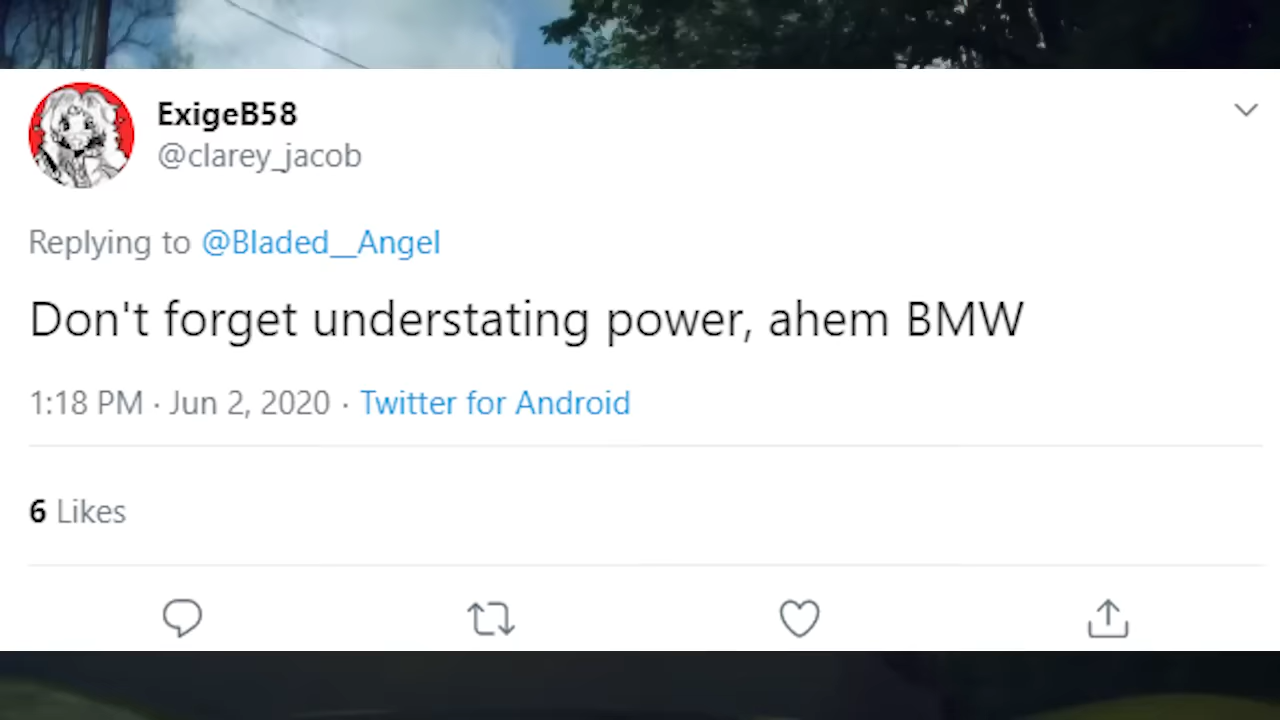 ExigeB58
@clarey_jacob
Replying to @Bladed__Angel
Don't forget understating power, ahem BMW
1:18 PM · Jun 2, 2020 · Twitter for Android
6 Likes